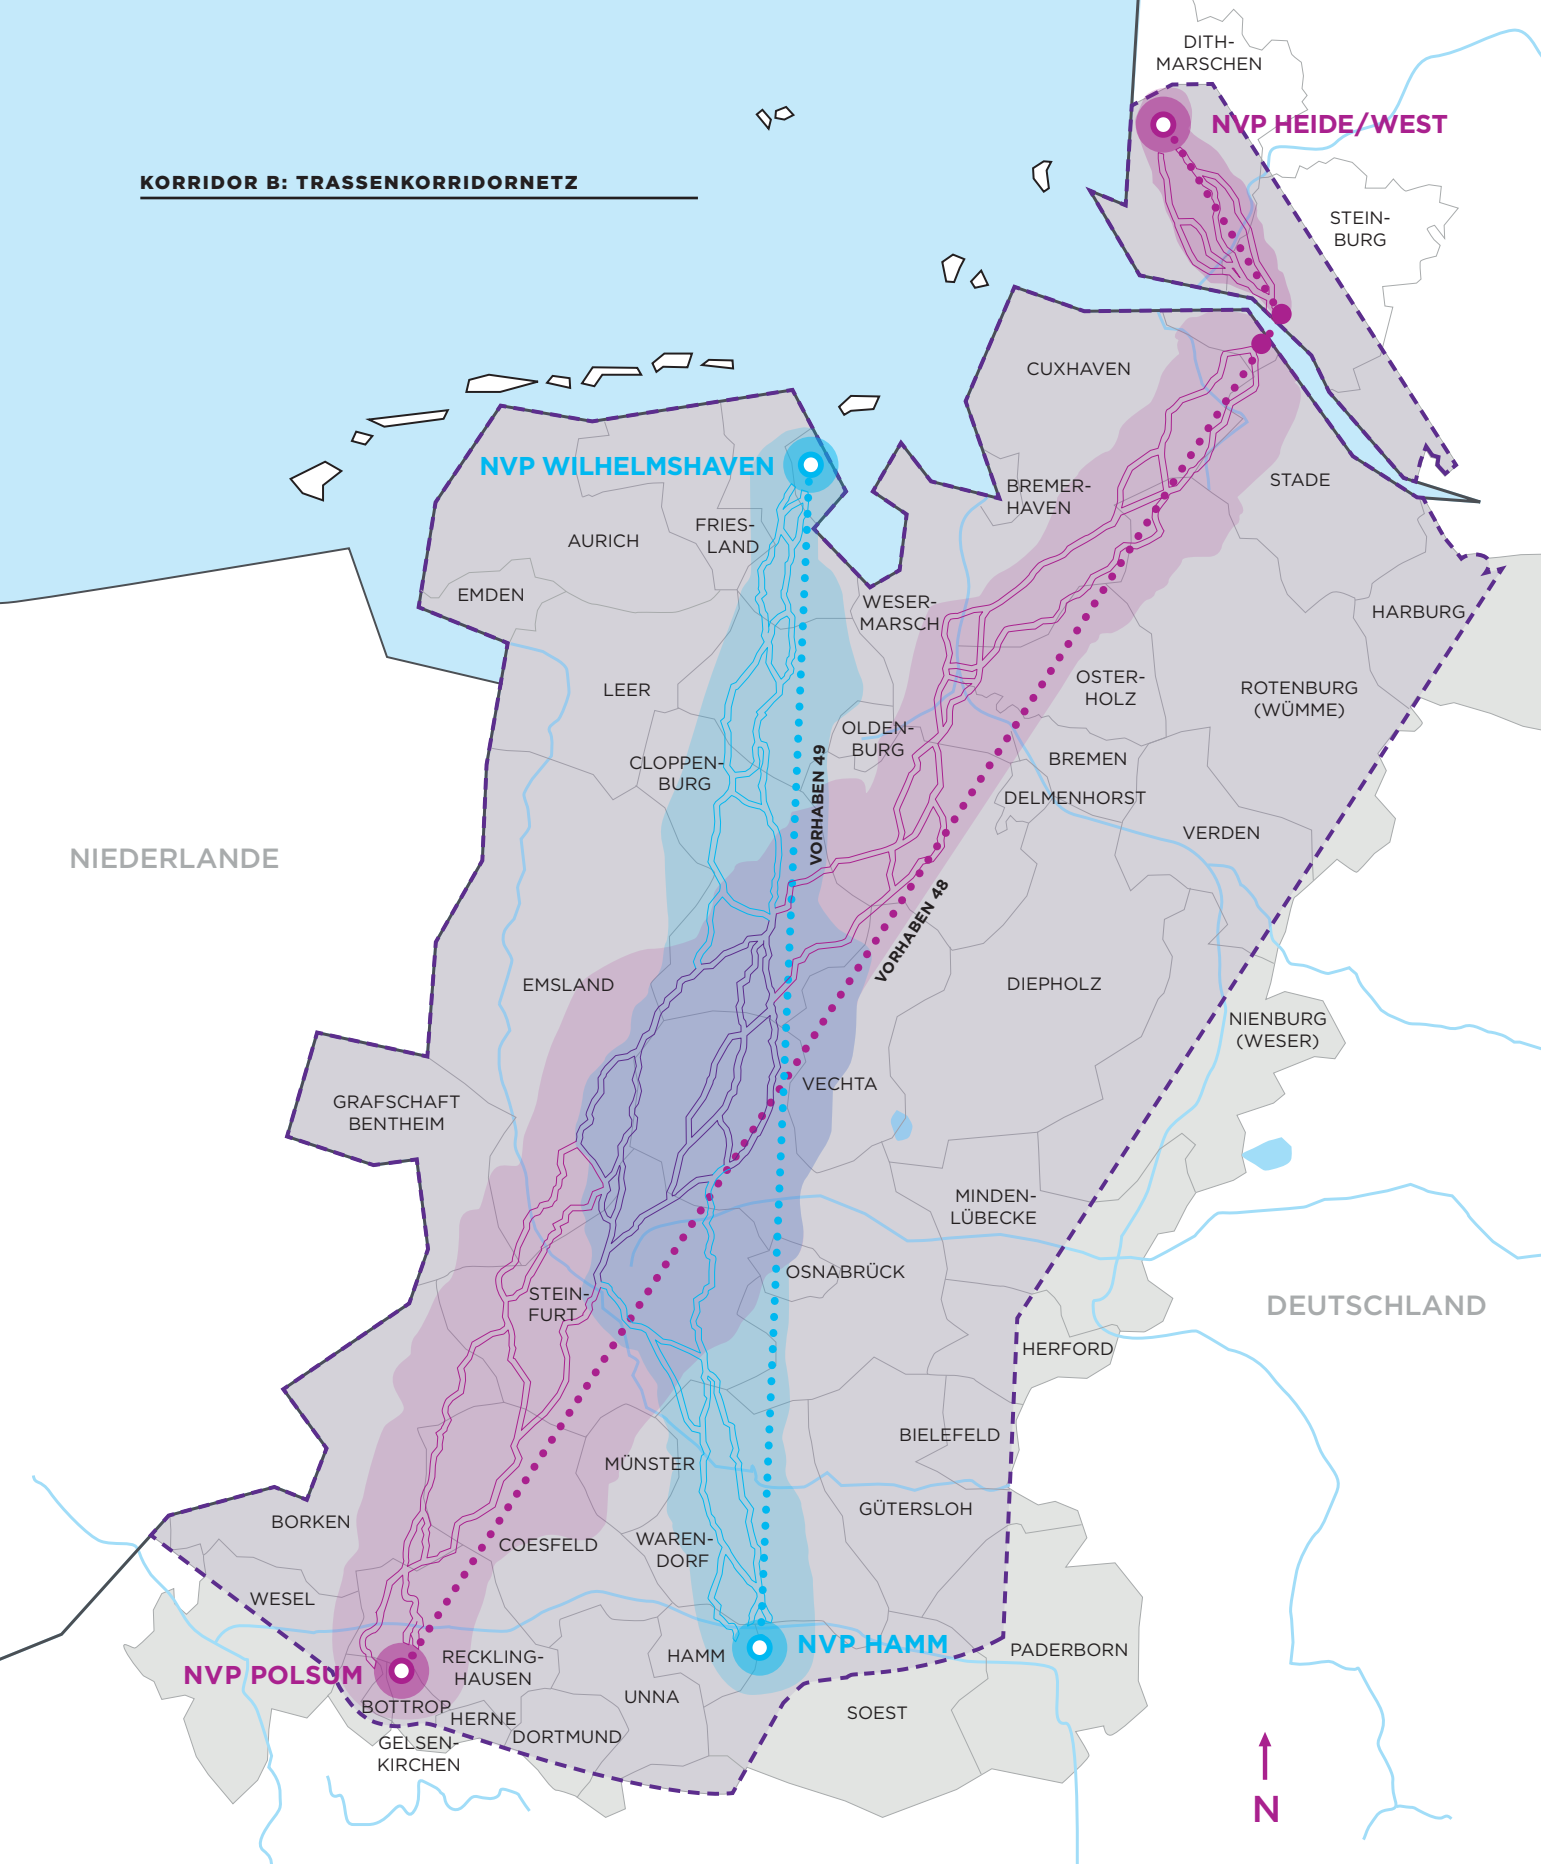 DITH-
MARSCHEN
NVP HEIDE/WEST
KORRIDOR B: TRASSENKORRIDORNETZ
STEIN-
BURG
CUXHAVEN
NVP WILHELMSHAVEN
STADE
BREMER-
HAVEN
FRIES-
LAND
AURICH
EMDEN
WESER-
MARSCH
HARBURG
LEER
OSTER-
HOLZ
ROTENBURG
(WÜMME)
OLDEN-
BURG
CLOPPEN-
BURG
BREMEN
VORHABEN 49
DELMENHORST
VERDEN
NIEDERLANDE
VORHABEN 48
EMSLAND
DIEPHOLZ
NIENBURG
(WESER)
VECHTA
GRAFSCHAFT
BENTHEIM
MINDEN-
LÜBECKE
OSNABRÜCK
STEIN-
FURT
DEUTSCHLAND
HERFORD
BIELEFELD
MÜNSTER
GÜTERSLOH
BORKEN
COESFELD
WAREN-
DORF
WESEL
NVP HAMM
PADERBORN
HAMM
RECKLING-
HAUSEN
NVP POLSUM
UNNA
BOTTROP
HERNE
SOEST
DORTMUND
GELSEN-
KIRCHEN
N